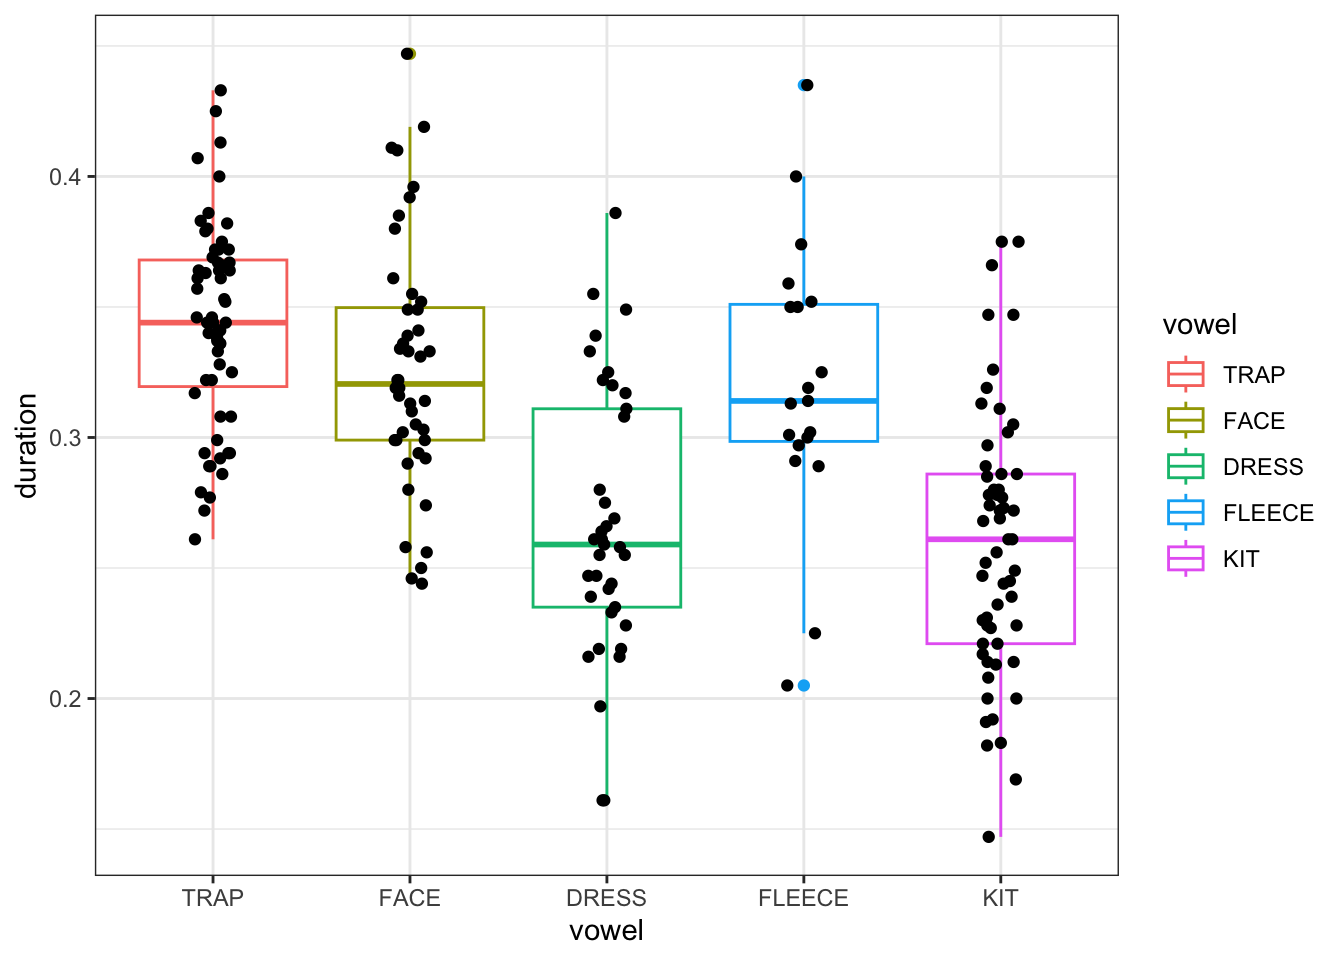 duration
0.4
0.3
0.2
TRAP FACE DRESS FLEECE KIT
vowel
vowel
TRAP
FACE
DRESS
FLEECE
KIT